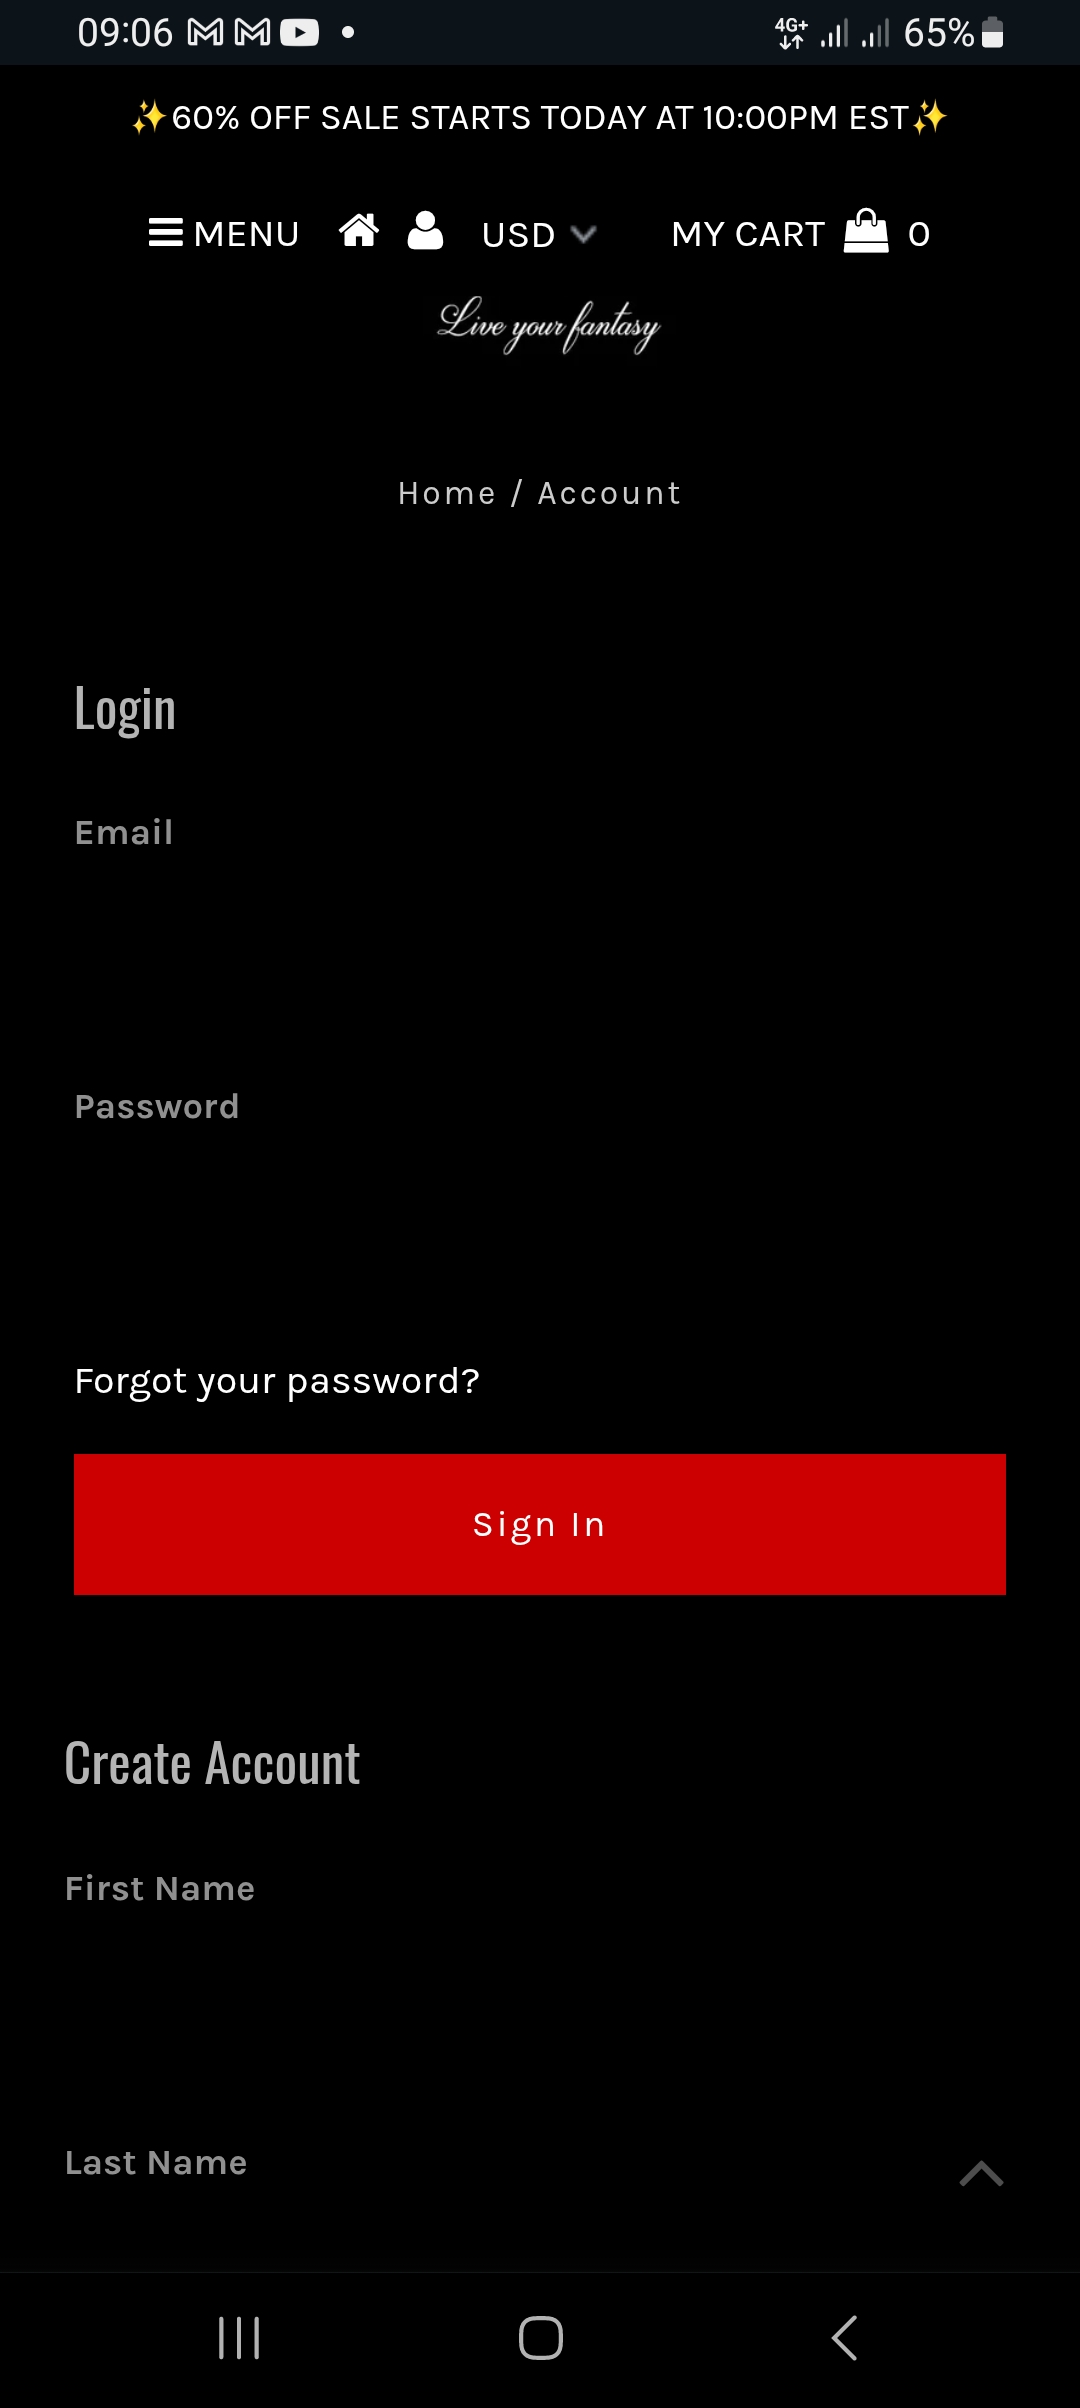 09:06
4G+ 65%
✨60% OFF SALE STARTS TODAY AT 10:00PM EST✨
MENU USD MY CART 0
Live your fantasy
Home / Account
Login
Email
Password
Forgot your password?
Sign In
Create Account
First Name
Last Name